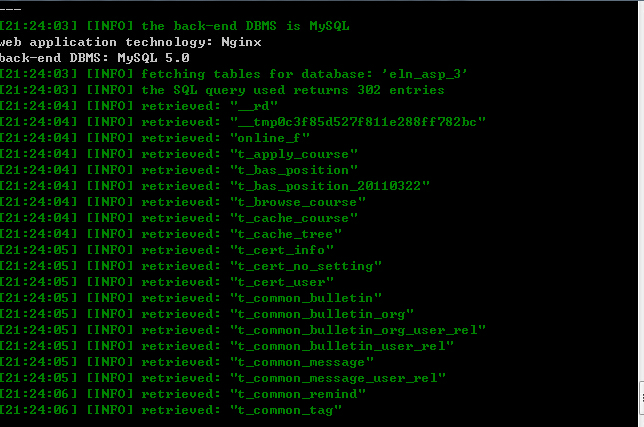 ---
[21:24:03] [INFO] the back-end DBMS is MySQL
web application technology: Nginx
back-end DBMS: MySQL 5.0
[21:24:03] [INFO] fetching tables for database: 'eln_asp_3'
[21:24:03] [INFO] the SQL query used returns 302 entries
[21:24:04] [INFO] retrieved: "__rd"
[21:24:04] [INFO] retrieved: "__tmp0c3f85d527f811e288ff782bc"
[21:24:04] [INFO] retrieved: "online_f"
[21:24:04] [INFO] retrieved: "t_apply_course"
[21:24:04] [INFO] retrieved: "t_bas_position"
[21:24:04] [INFO] retrieved: "t_bas_position_20110322"
[21:24:04] [INFO] retrieved: "t_browse_course"
[21:24:04] [INFO] retrieved: "t_cache_course"
[21:24:04] [INFO] retrieved: "t_cache_tree"
[21:24:05] [INFO] retrieved: "t_cert_info"
[21:24:05] [INFO] retrieved: "t_cert_no_setting"
[21:24:05] [INFO] retrieved: "t_cert_user"
[21:24:05] [INFO] retrieved: "t_common_bulletin"
[21:24:05] [INFO] retrieved: "t_common_bulletin_org"
[21:24:05] [INFO] retrieved: "t_common_bulletin_org_user_rel"
[21:24:05] [INFO] retrieved: "t_common_bulletin_user_rel"
[21:24:05] [INFO] retrieved: "t_common_message"
[21:24:05] [INFO] retrieved: "t_common_message_user_rel"
[21:24:06] [INFO] retrieved: "t_common_remind"
[21:24:06] [INFO] retrieved: "t_common_tag"